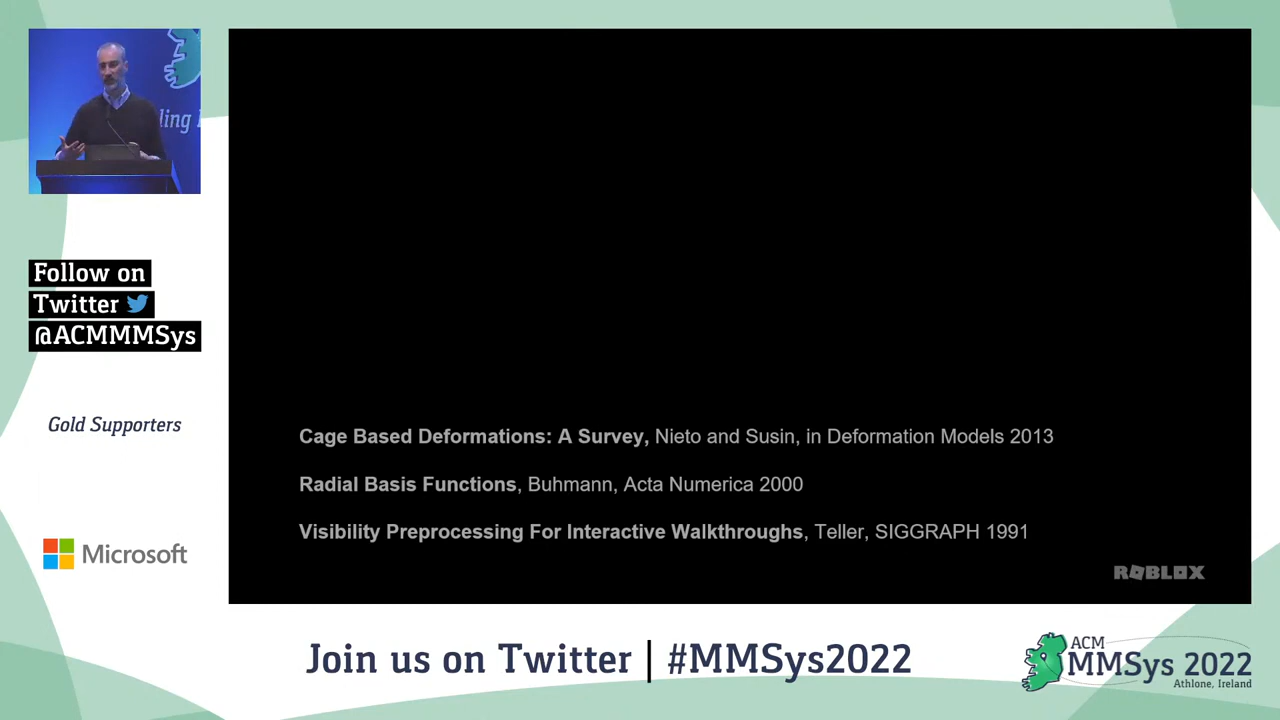 ling
Follow on
Twitter
@ACMMMSys
Gold Supporters
Microsoft
Cage Based Deformations: A Survey, Nieto and Susin, in Deformation Models 2013
Radial Basis Functions, Buhmann, Acta Numerica 2000
Visibility Preprocessing For Interactive Walkthroughs, Teller, SIGGRAPH 1991
ROBLOX
Join us on Twitter | #MMSys2022
ACM
MMSys 2022
Athlone, Ireland